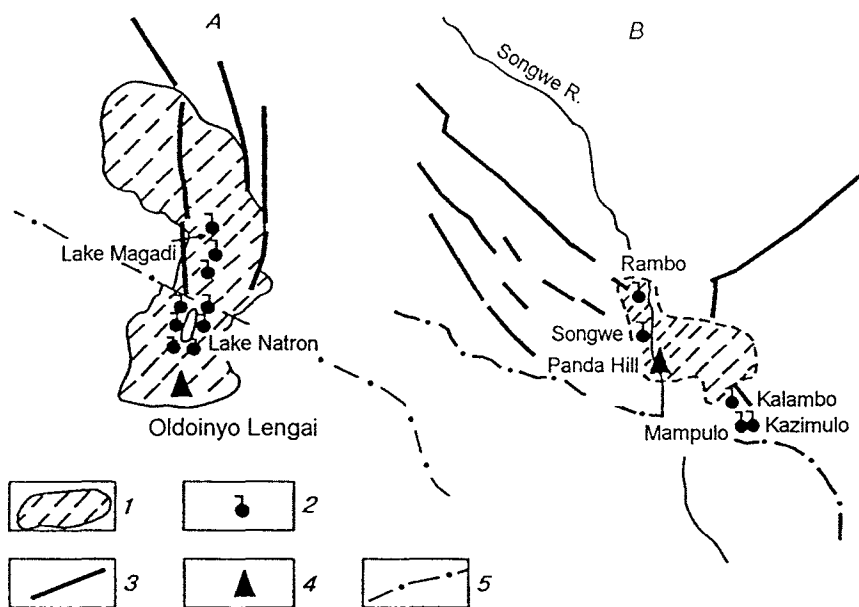 A
B
Songwe R.
Lake Magadi
Rambo
Songwe
Lake Natron
Panda Hill
Kalambo
Kazimulo
Mampulo
Oldoinyo Lengai
1
2
3
4
5